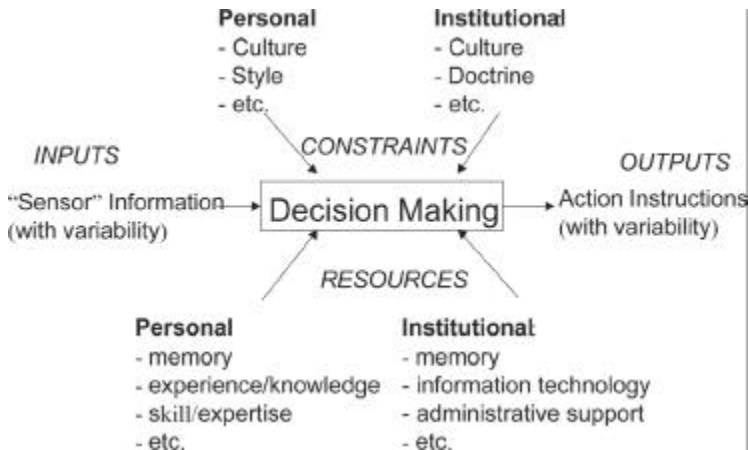 Personal
- Culture
- Style
- etc.
Institutional
- Culture
- Doctrine
- etc.
INPUTS
CONSTRAINTS
OUTPUTS
“Sensor” Information
(with variability)
Decision Making
Action Instructions
(with variability)
RESOURCES
Personal
- memory
- experience/knowledge
- skill/expertise
- etc.
Institutional:
- memory
- information technology
- administrative support
- etc.